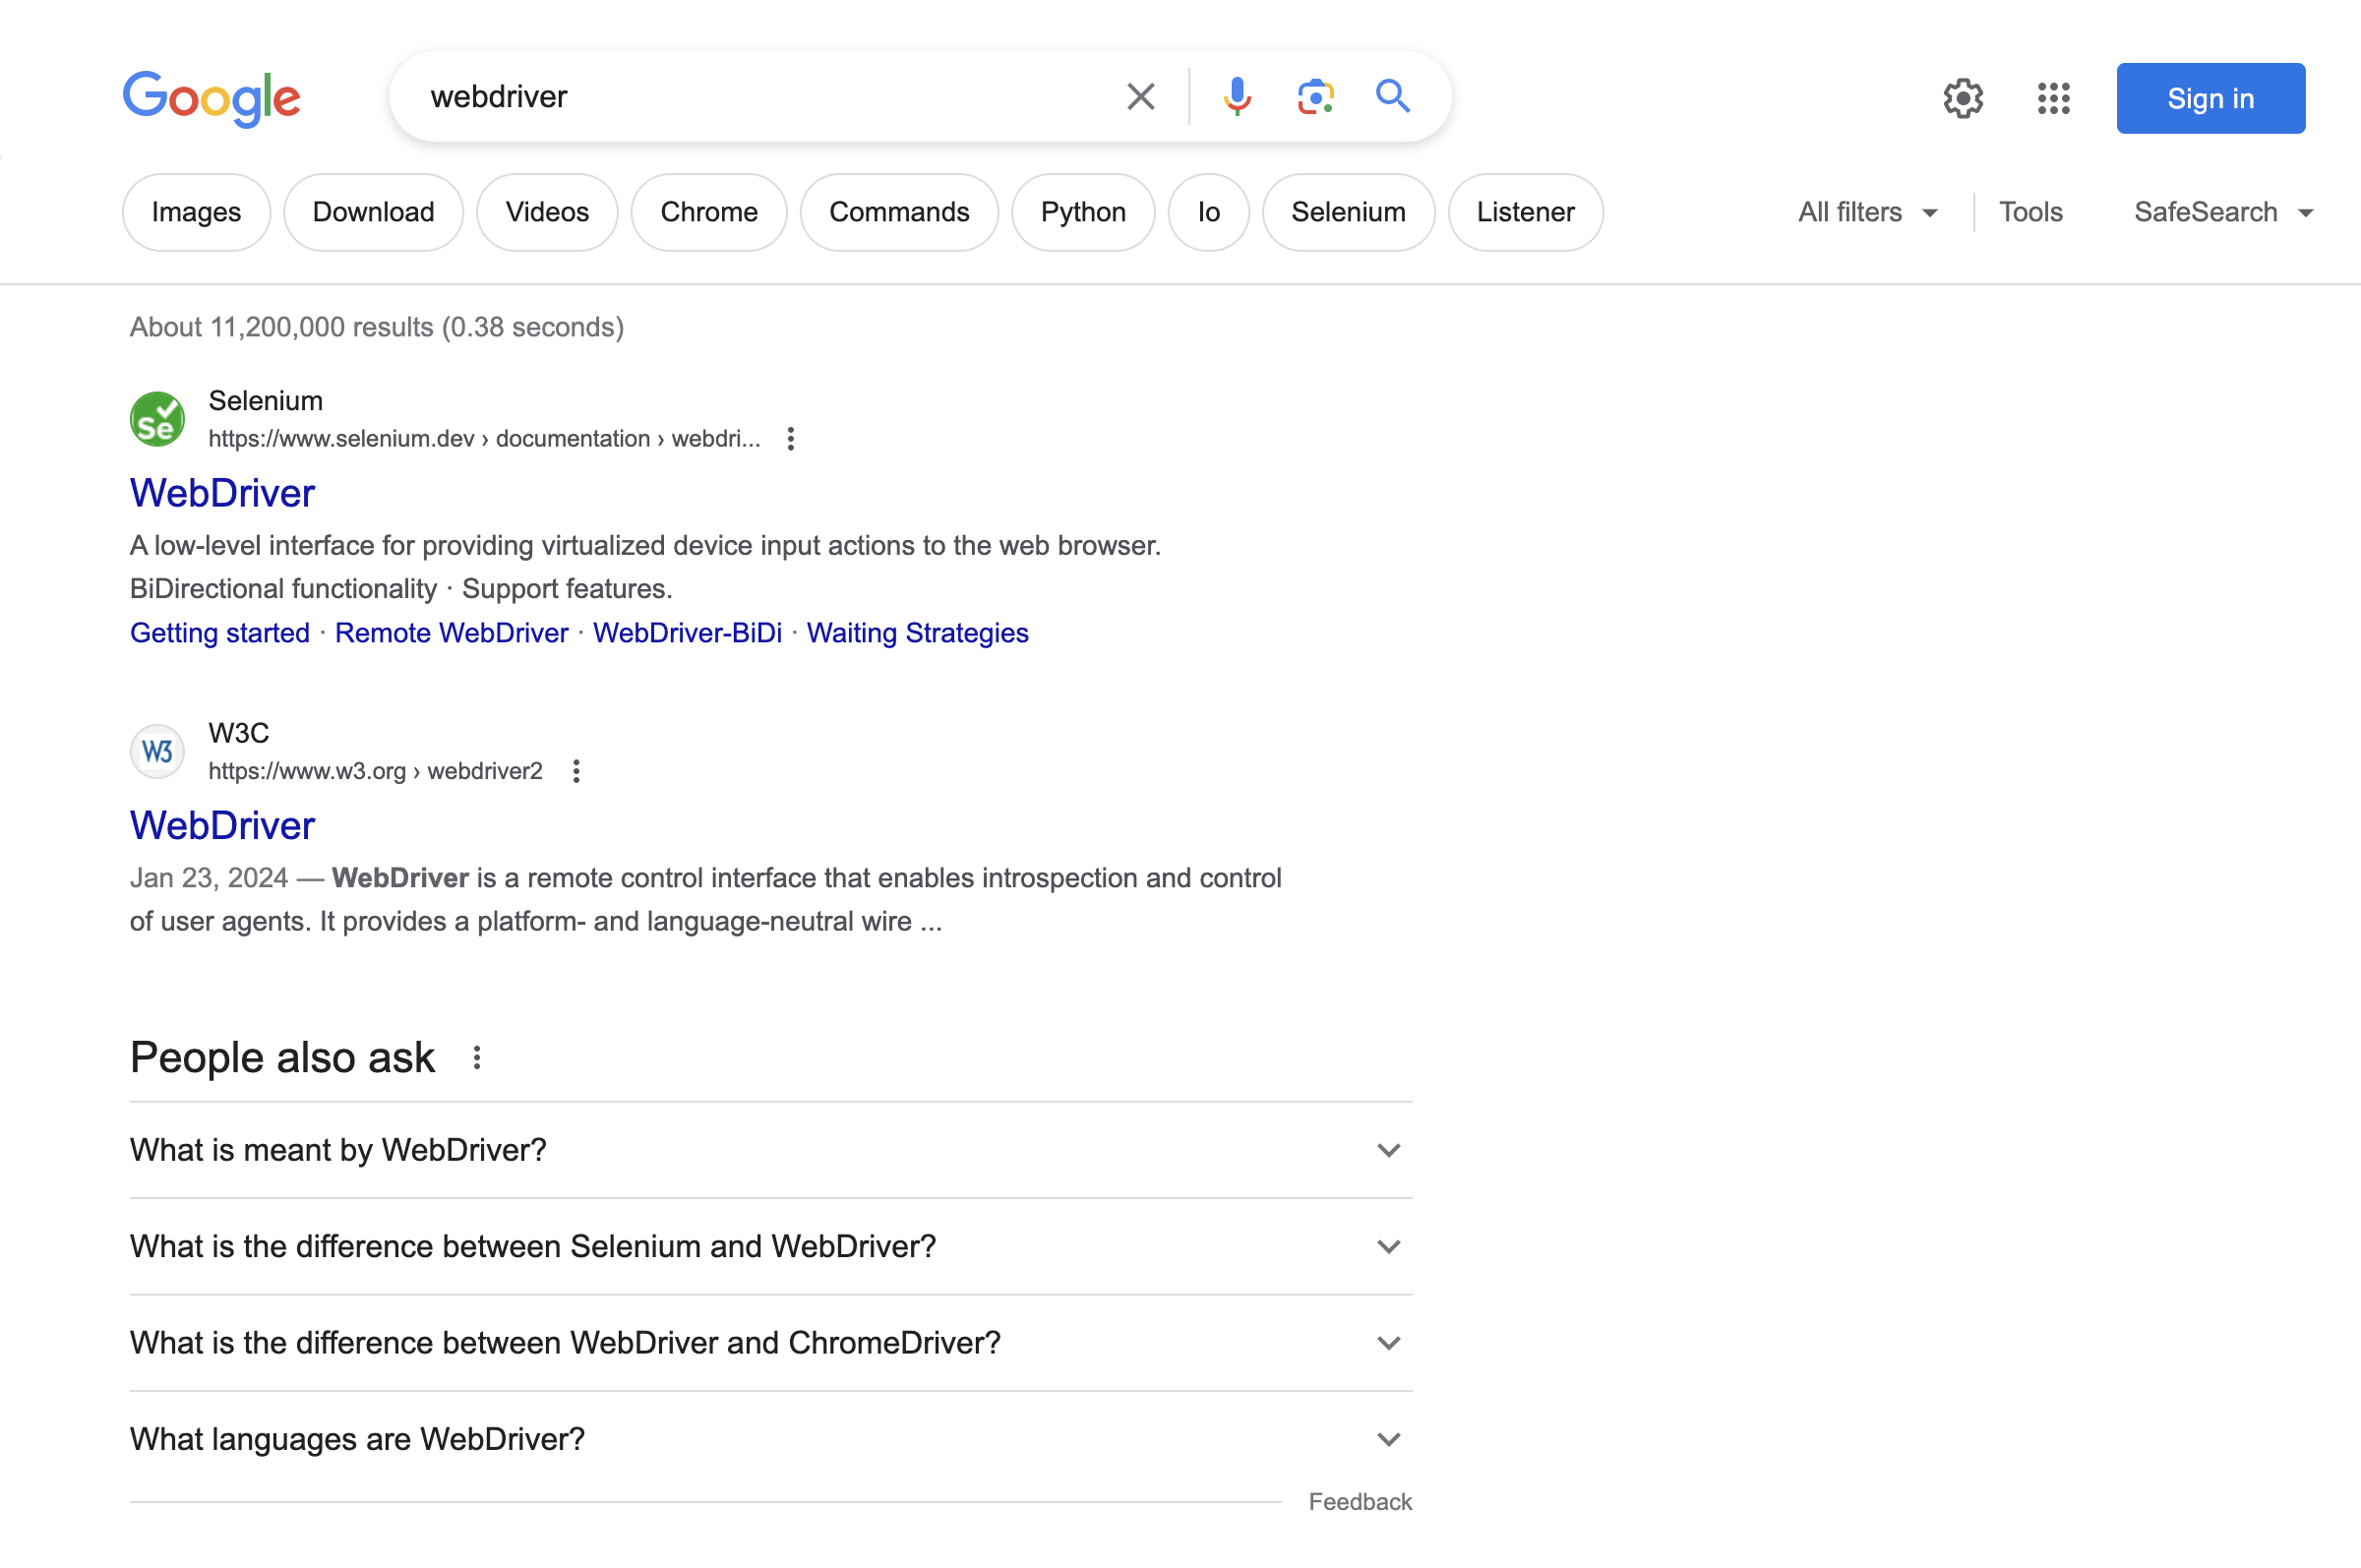 Google
webdriver
Sign in
Images Download Videos Chrome Commands Python Io Selenium Listener All filters Tools SafeSearch
About 11,200,000 results (0.38 seconds)
Se
Selenium
https://www.selenium.dev › documentation › webdri...
WebDriver
A low-level interface for providing virtualized device input actions to the web browser.
BiDirectional functionality · Support features.
Getting started · Remote WebDriver · WebDriver-BiDi · Waiting Strategies
W3
W3C
https://www.w3.org › webdriver2
WebDriver
Jan 23, 2024 — WebDriver is a remote control interface that enables introspection and control
of user agents. It provides a platform- and language-neutral wire ...
People also ask
What is meant by WebDriver?
What is the difference between Selenium and WebDriver?
What is the difference between WebDriver and ChromeDriver?
What languages are WebDriver?
Feedback